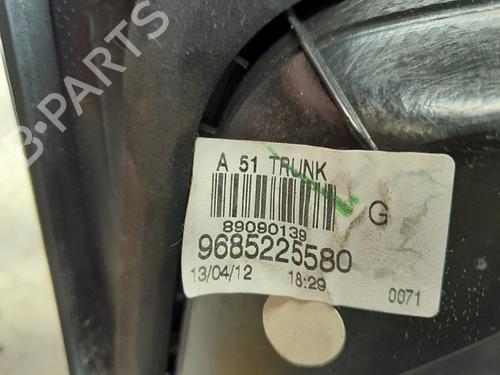 B-PARTS
A 51 TRUNK
G
89090139
9685225580
13/04/12 18:29
0071